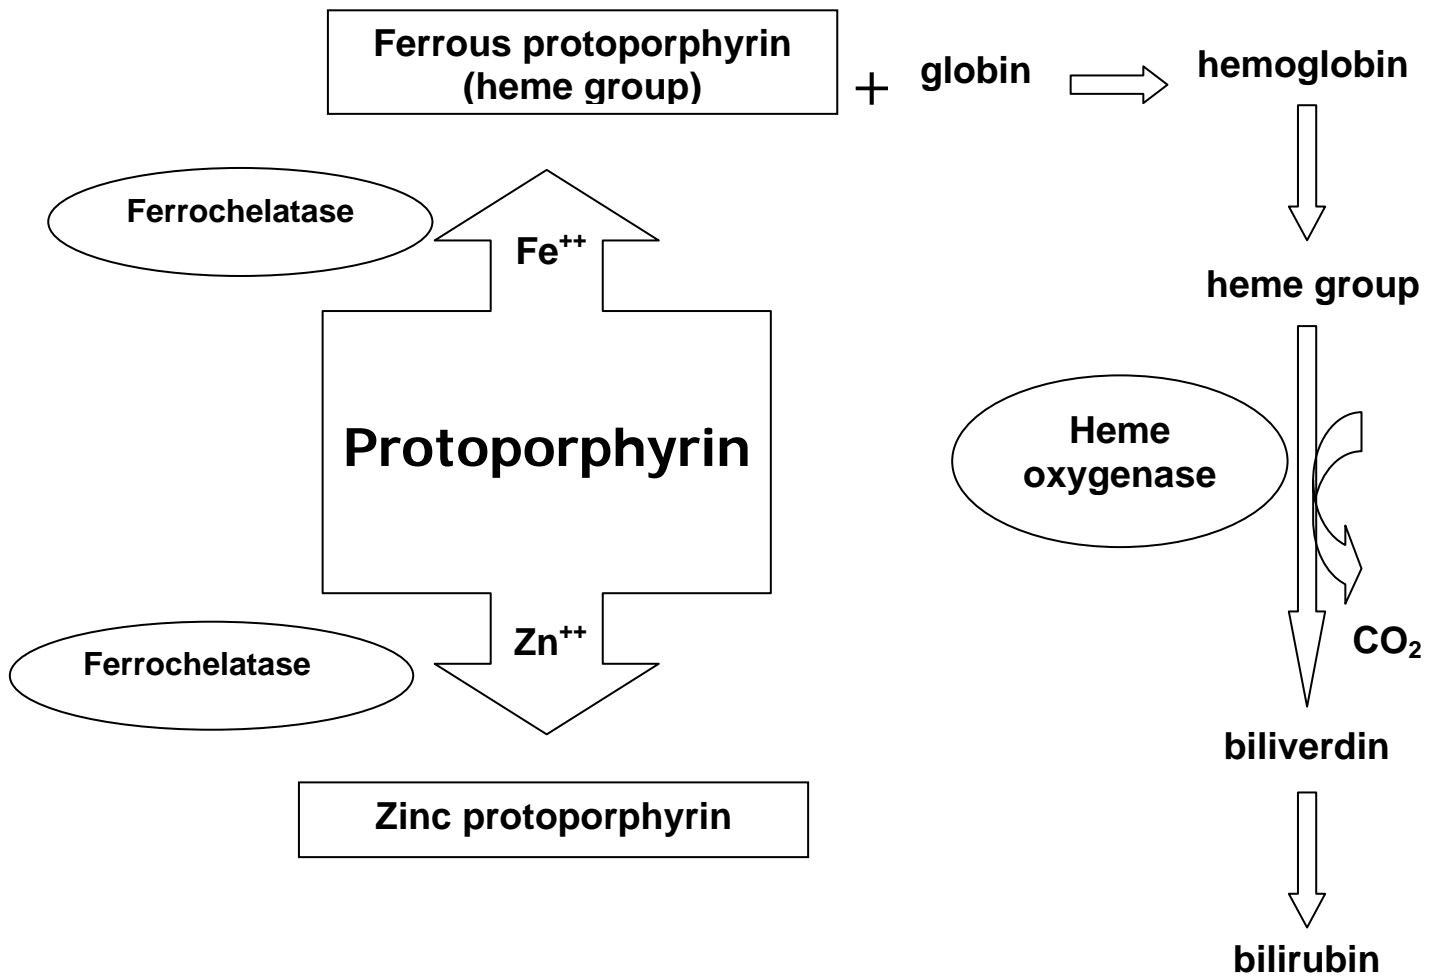 Ferrous protoporphyrin
(heme group)
+
globin
hemoglobin
Ferrochelatase
Fe⁺⁺
heme group
Protoporphyrin
Heme
oxygenase
Zn⁺⁺
CO₂
Ferrochelatase
biliverdin
Zinc protoporphyrin
bilirubin